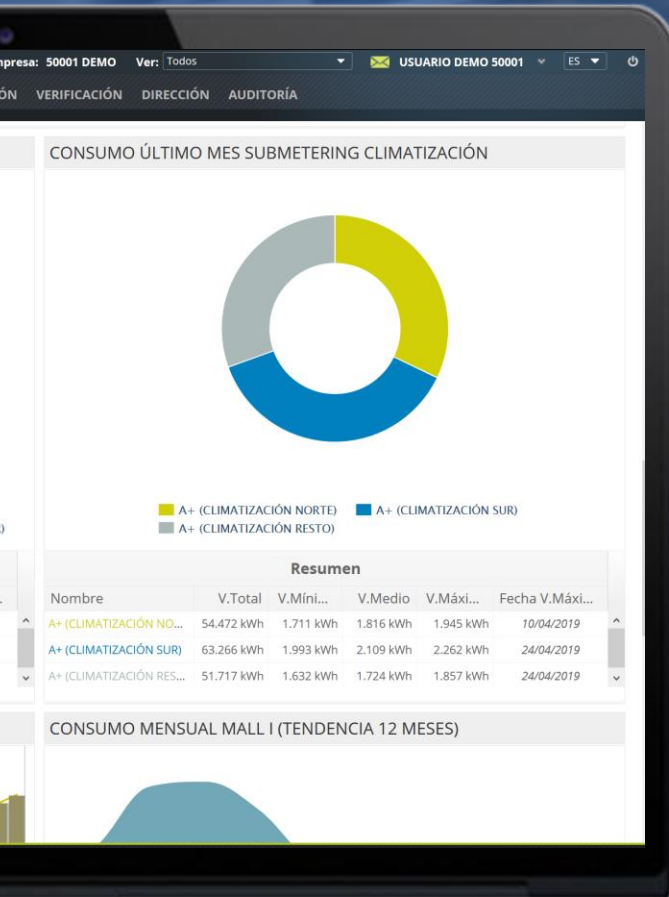 mpresa: 50001 DEMO Ver: Todos USUARIO DEMO 50001 ES
ÓN VERIFICACIÓN DIRECCIÓN AUDITORÍA
CONSUMO ÚLTIMO MES SUBMETERING CLIMATIZACIÓN
A+ (CLIMATIZACIÓN NORTE) A+ (CLIMATIZACIÓN SUR)
A+ (CLIMATIZACIÓN RESTO)
Resumen
Nombre V.Total V.Míni... V.Medio V.Máxi... Fecha V.Máxi...
A+ (CLIMATIZACIÓN NO... 54.472 kWh 1.711 kWh 1.816 kWh 1.945 kWh 10/04/2019
A+ (CLIMATIZACIÓN SUR) 63.266 kWh 1.993 kWh 2.109 kWh 2.262 kWh 24/04/2019
A+ (CLIMATIZACIÓN RES... 51.717 kWh 1.632 kWh 1.724 kWh 1.857 kWh 24/04/2019
CONSUMO MENSUAL MALL I (TENDENCIA 12 MESES)